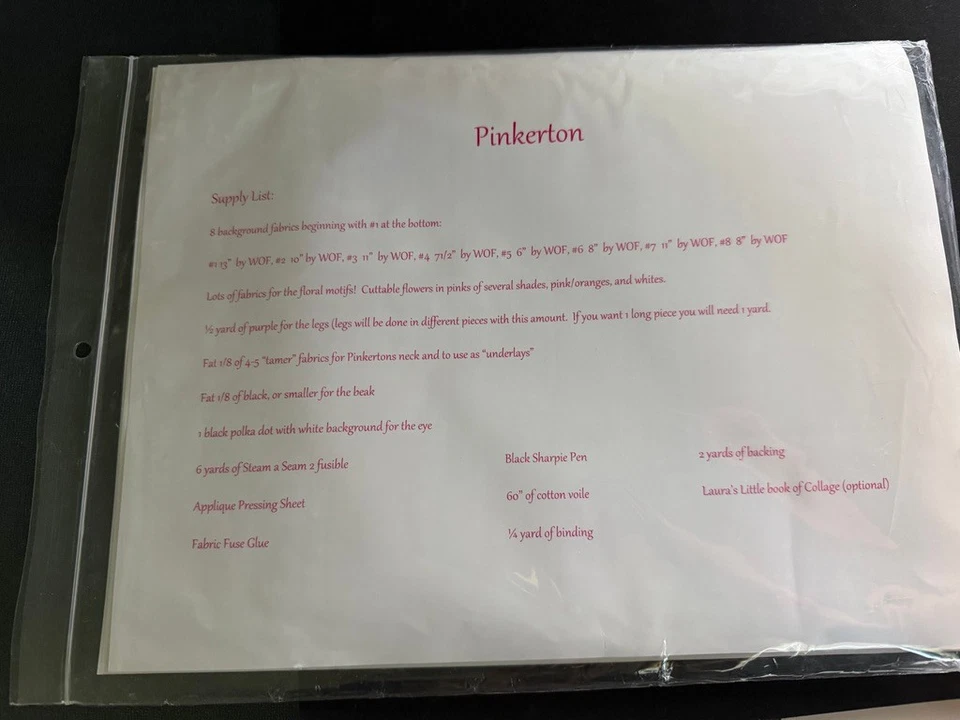 Pinkerton
Supply List:
8 background fabrics beginning with #1 at the bottom:
#1 13" by WOF, #2 10" by WOF, #3 11" by WOF, #4 7 1/2" by WOF, #5 6" by WOF, #6 8" by WOF, #7 11" by WOF, #8 8" by WOF
Lots of fabrics for the floral motifs! Cuttable flowers in pinks of several shades, pink/oranges, and whites.
½ yard of purple for the legs (legs will be done in different pieces with this amount. If you want 1 long piece you will need 1 yard.
Fat 1/8 of 4-5 "tamer" fabrics for Pinkertons neck and to use as "underlays"
Fat 1/8 of black, or smaller for the beak
1 black polka dot with white background for the eye
6 yards of Steam a Seam 2 fusible
Applique Pressing Sheet
Fabric Fuse Glue
Black Sharpie Pen
60" of cotton voile
¼ yard of binding
2 yards of backing
Laura's Little book of Collage (optional)